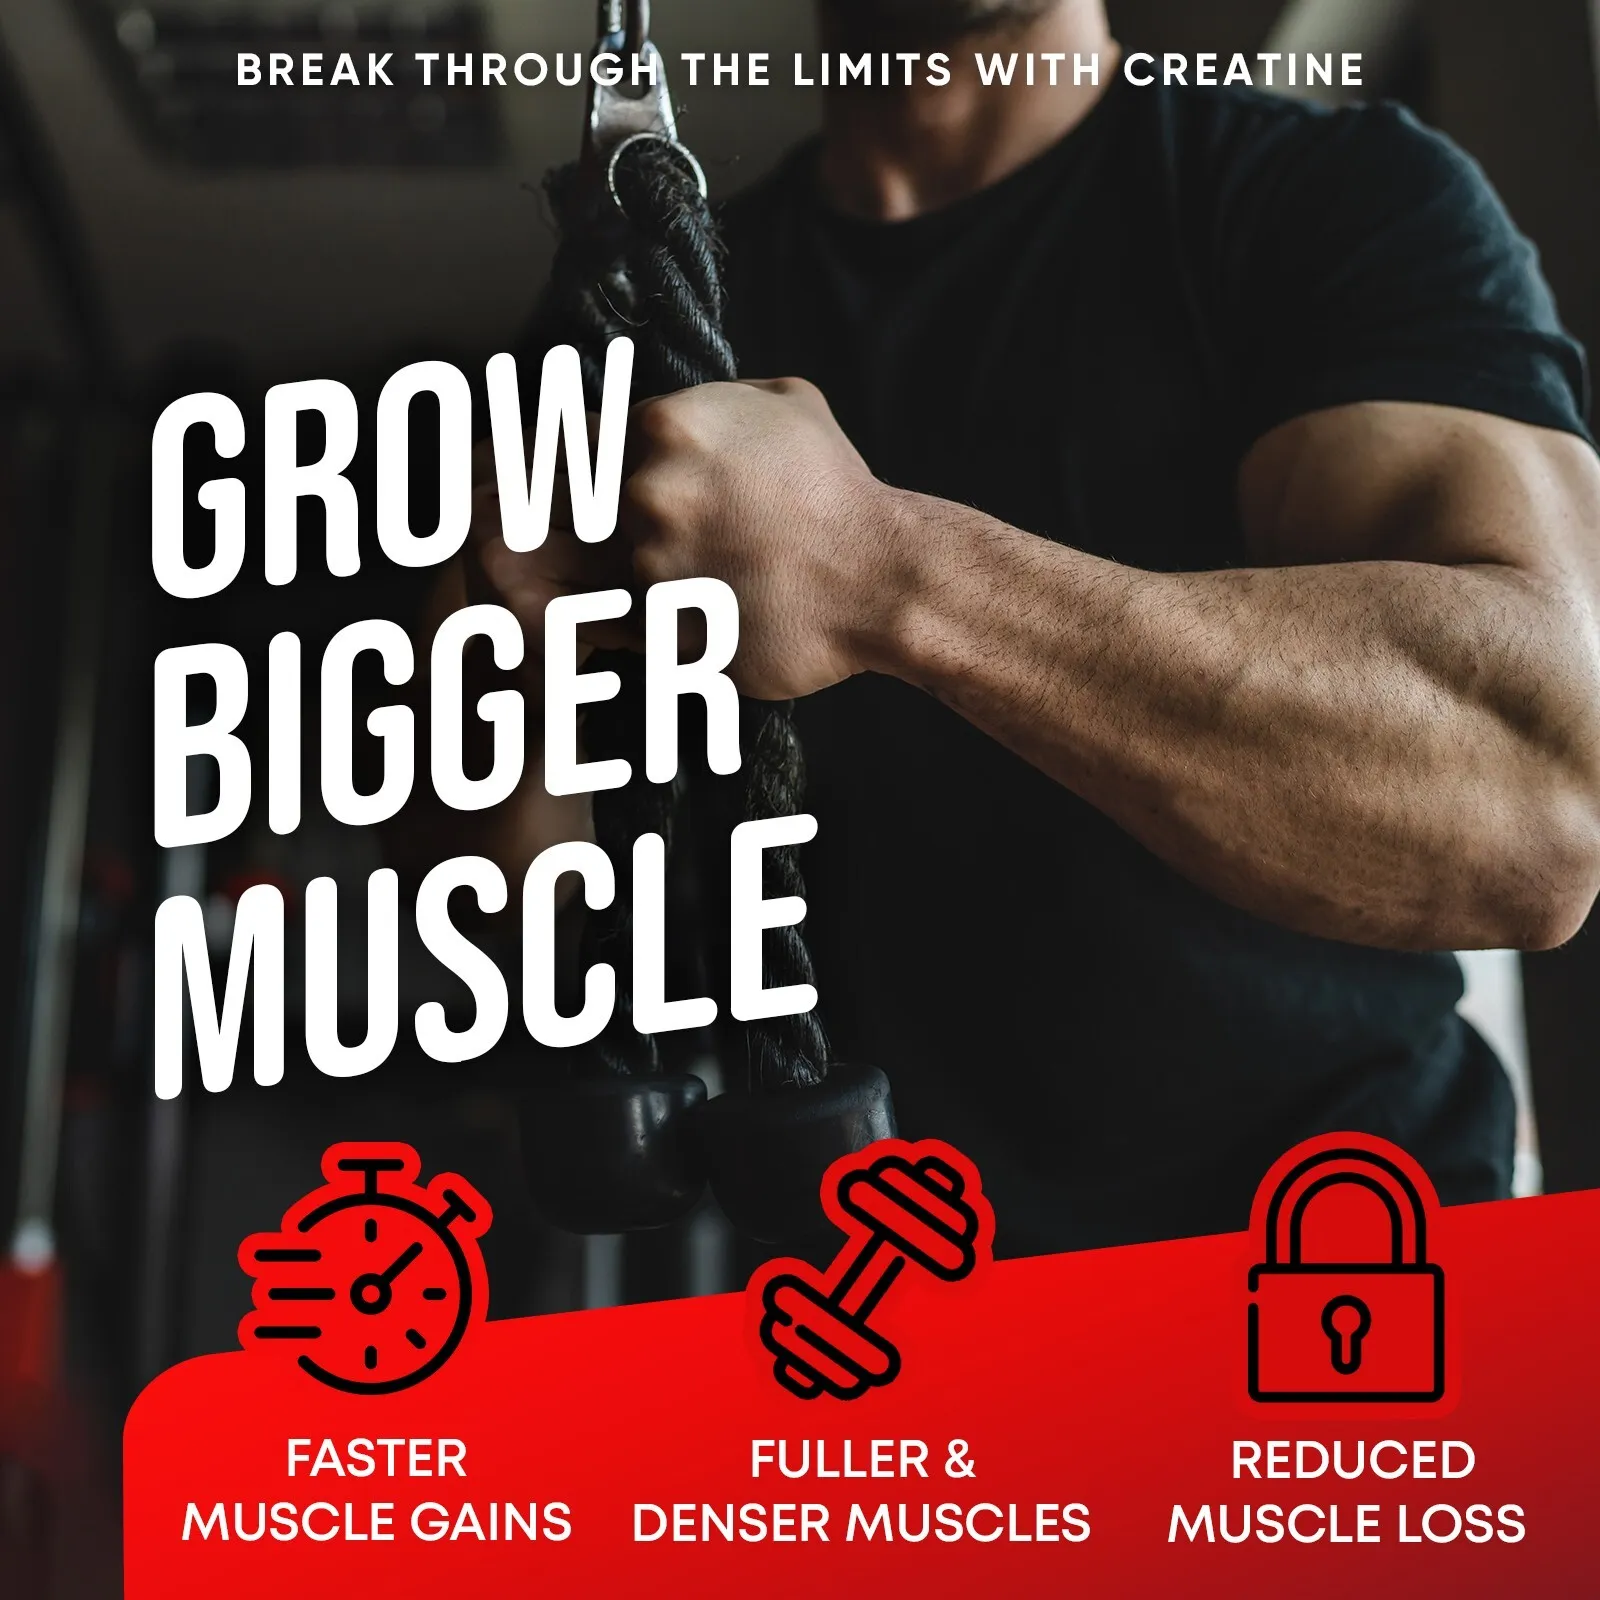 BREAK THROUGH THE LIMITS WITH CREATINE
GROW
BIGGER
MUSCLE
FASTER
MUSCLE GAINS
FULLER &
DENSER MUSCLES
REDUCED
MUSCLE LOSS